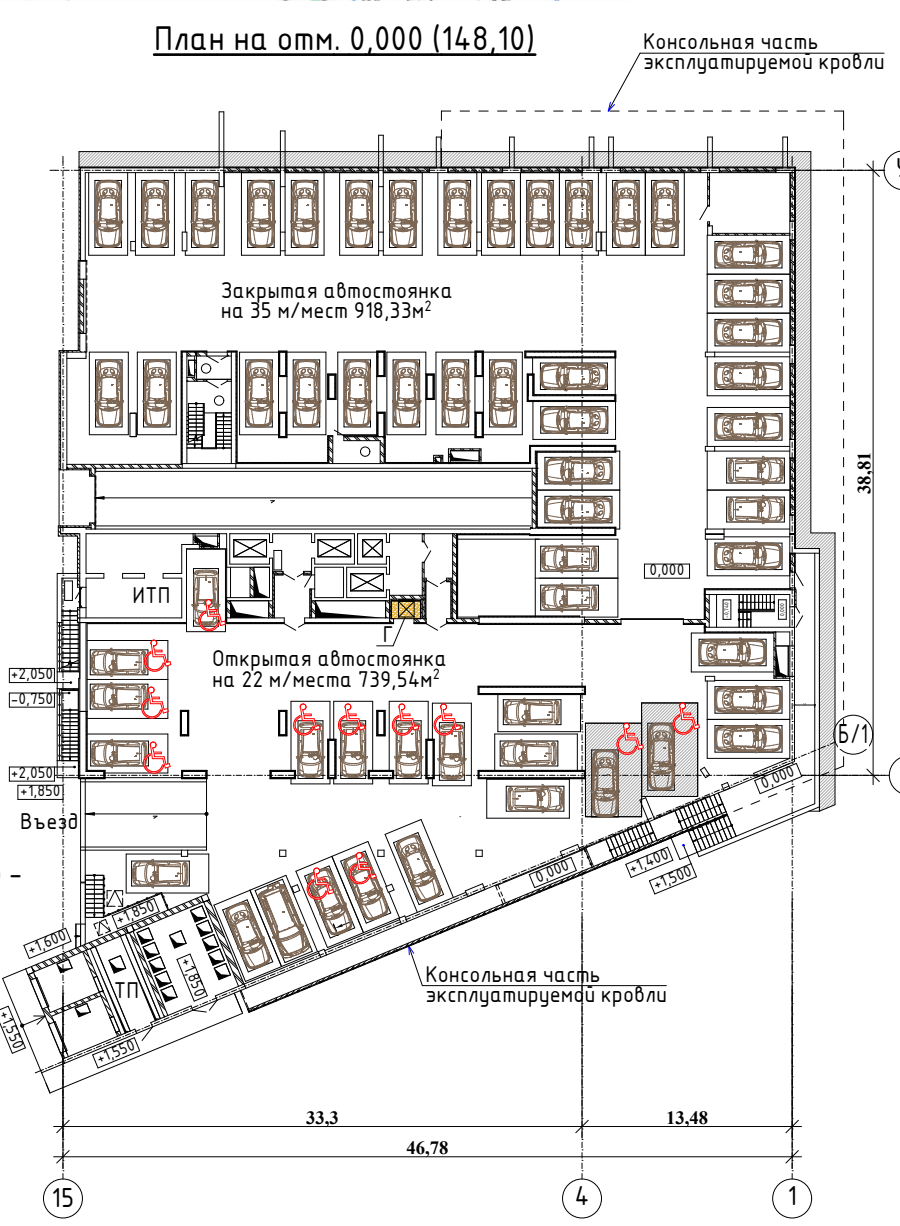 План на отм. 0,000 (148,10)
Консольная часть
эксплуатируемой кровли
Закрытая автостоянка
на 35 м/мест 918,33м²
38,81
0,000
ИТП
Г
Открытая автостоянка
на 22 м/места 739,54м²
+2,050
-0,750
+2,050
+1,850
Б/1
0,000
Въезд
0,000
+1,400
+1,500
+1,850
+1,600
+1,850
ТП
+1,550
+1,550
Консольная часть
эксплуатируемой кровли
33,3
13,48
46,78
15
4
1